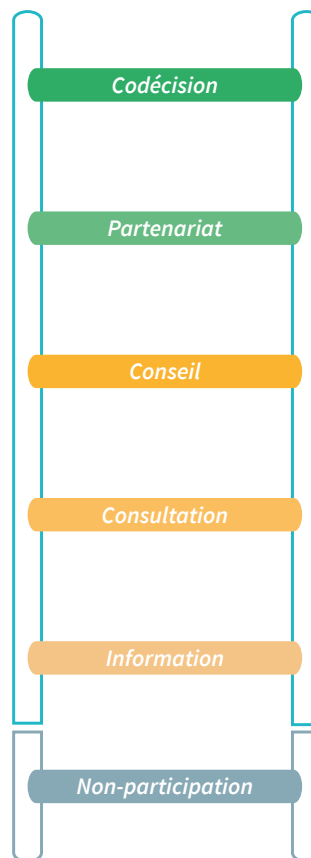 Codécision
Partenariat
Conseil
Consultation
Information
Non-participation